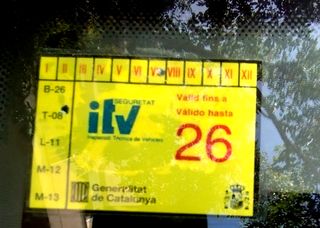 I II III IV V VI VII VIII IX X XI XII
B-26
T-08
L-11
M-12
M-13
SEGURETAT
itv
Inspecció Tècnica de Vehicles
Vàlid fins a
Válido hasta
26
Generalitat
de Catalunya